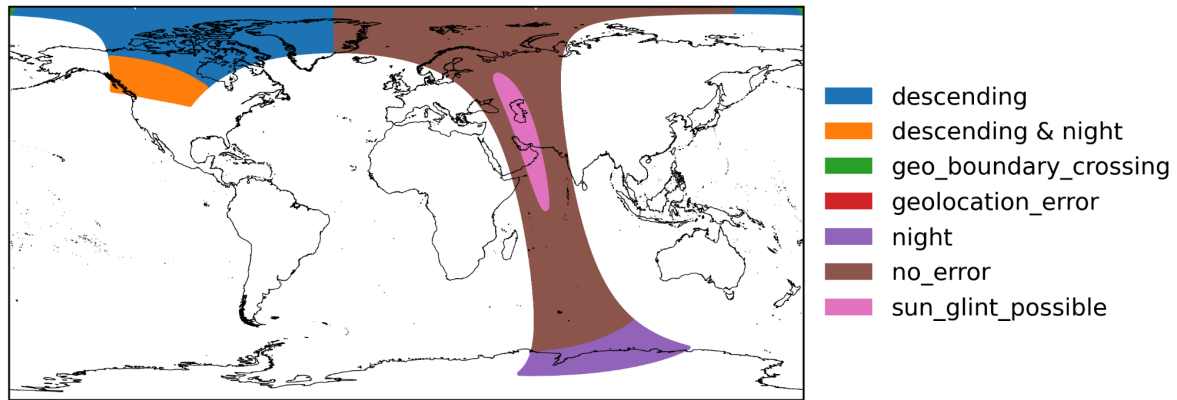 descending
descending & night
geo_boundary_crossing
geolocation_error
night
no_error
sun_glint_possible